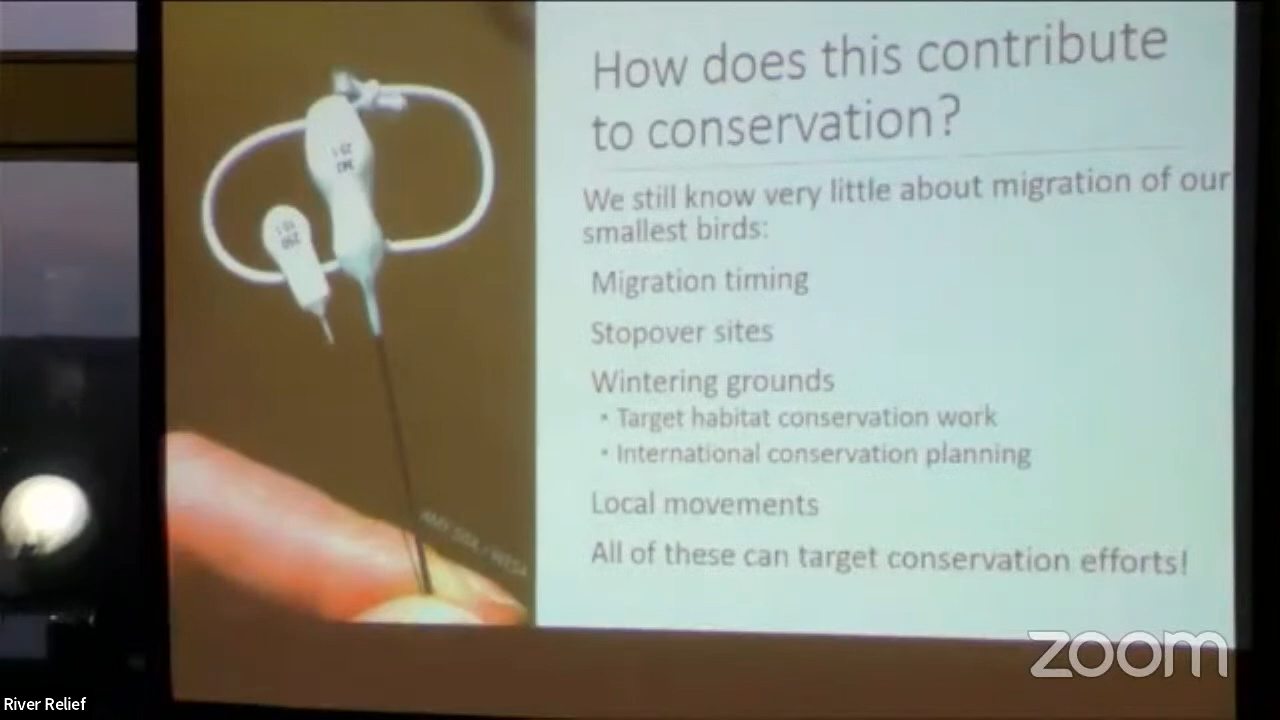 How does this contribute
to conservation?
We still know very little about migration of our
smallest birds:
Migration timing
Stopover sites
Wintering grounds
• Target habitat conservation work
• International conservation planning
Local movements
All of these can target conservation efforts!
zoom
River Relief